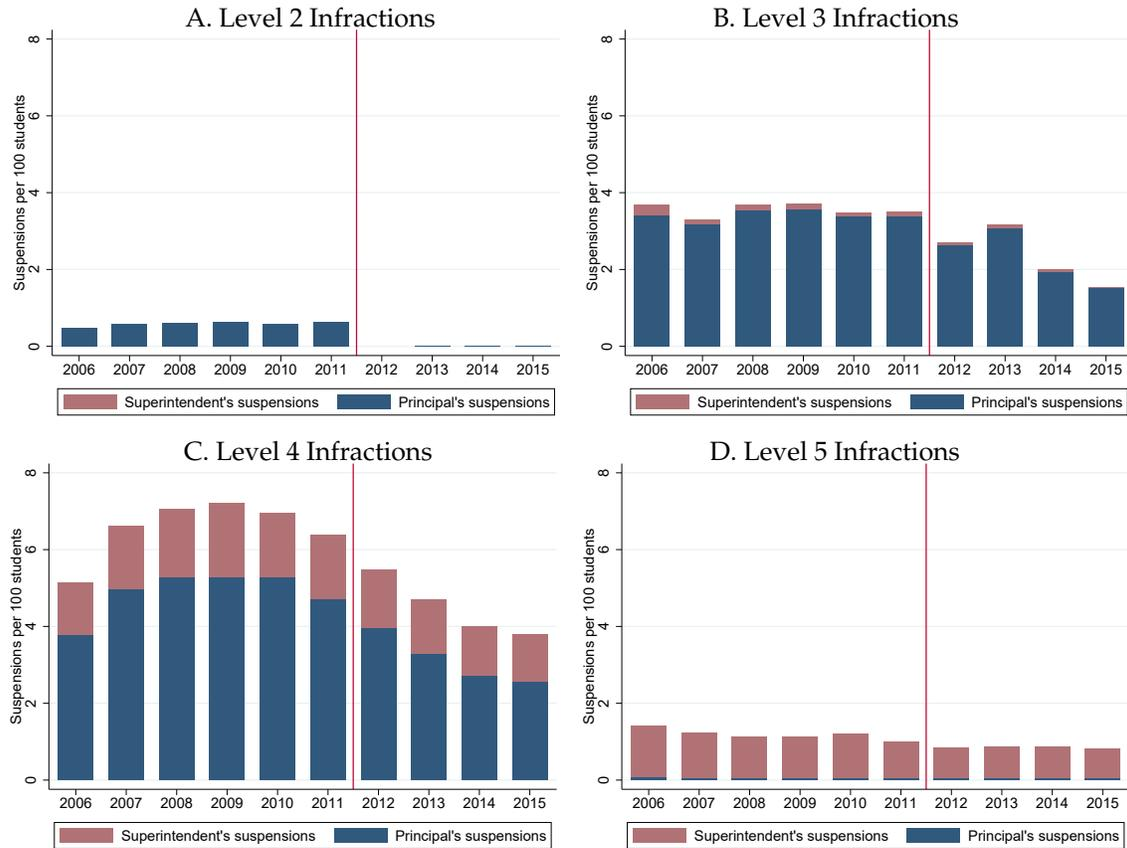 A. Level 2 Infractions
Suspensions per 100 students
8
6
4
2
0
2006 2007 2008 2009 2010 2011 2012 2013 2014 2015
Superintendent's suspensions Principal's suspensions
B. Level 3 Infractions
Suspensions per 100 students
8
6
4
2
0
2006 2007 2008 2009 2010 2011 2012 2013 2014 2015
Superintendent's suspensions Principal's suspensions
C. Level 4 Infractions
Suspensions per 100 students
8
6
4
2
0
2006 2007 2008 2009 2010 2011 2012 2013 2014 2015
Superintendent's suspensions Principal's suspensions
D. Level 5 Infractions
Suspensions per 100 students
8
6
4
2
0
2006 2007 2008 2009 2010 2011 2012 2013 2014 2015
Superintendent's suspensions Principal's suspensions